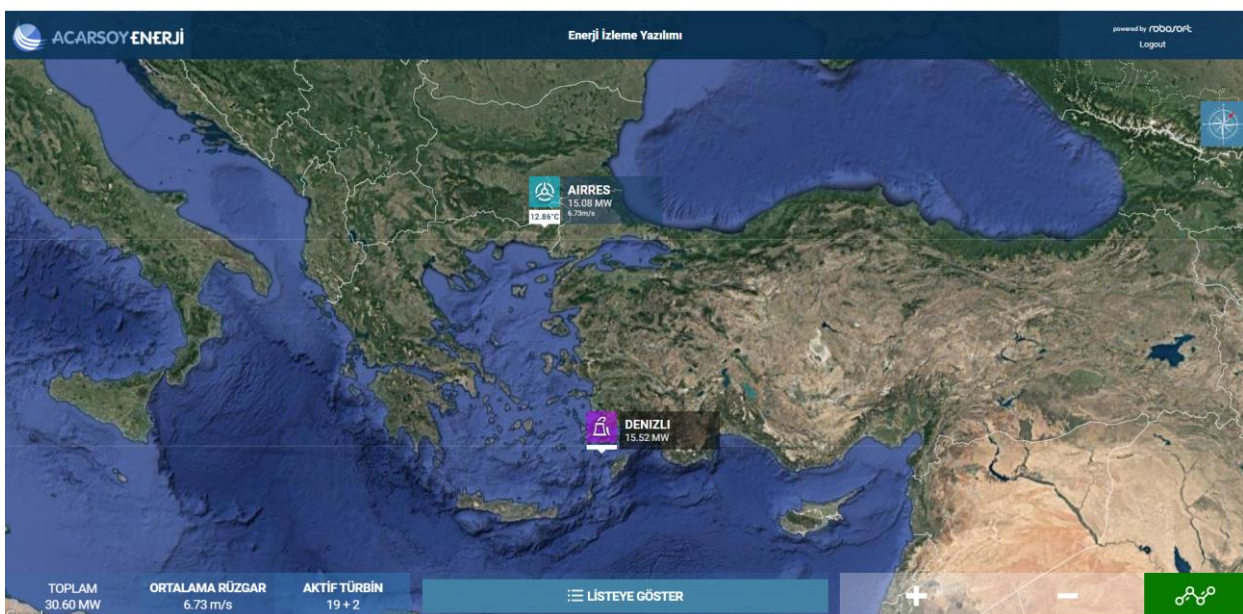 ACARSOY ENERJİ
Enerji İzleme Yazılımı
powered by robosoft
Logout
AIRRES
15.08 MW
6.73m/s
12.86°C
DENIZLI
15.52 MW
TOPLAM
30.60 MW
ORTALAMA RÜZGAR
6.73 m/s
AKTİF TÜRBİN
19 + 2
LİSTEYE GÖSTER